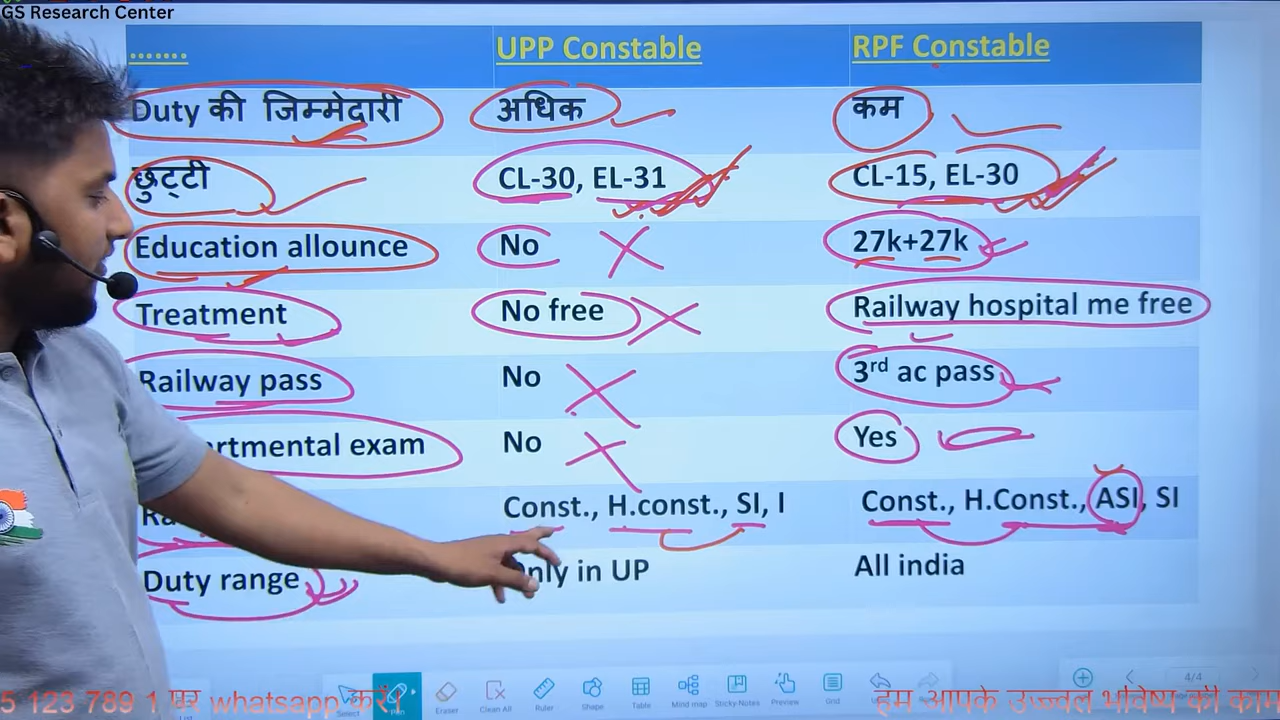 GS Research Center
....... UPP Constable RPF Constable
Duty की जिम्मेदारी अधिक कम
छुट्टी CL-30, EL-31 CL-15, EL-30
Education allounce No 27k+27k
Treatment No free Railway hospital me free
Railway pass No 3rd ac pass
rtmental exam No Yes
Ra Const., H.const., SI, I Const., H.Const., ASI, SI
Duty range Only in UP All india
4/4
Select Pen Eraser Clean All Ruler Shape Table Mind map Sticky Notes Preview Grid
5 123 789 1 पर whatsapp करें। हम आपके उज्ज्वल भविष्य की काम